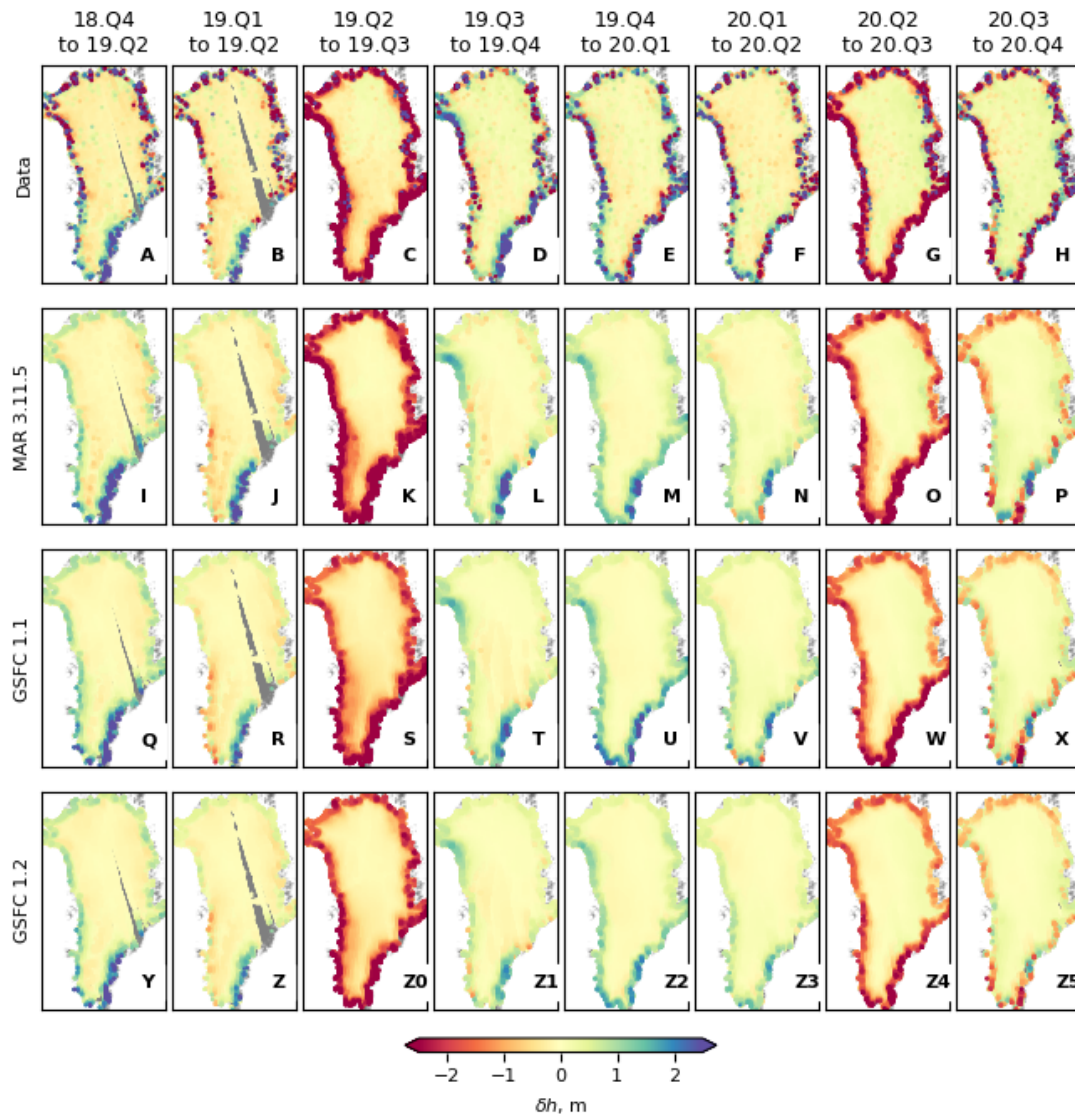 18.Q4 to 19.Q2
19.Q1 to 19.Q2
19.Q2 to 19.Q3
19.Q3 to 19.Q4
19.Q4 to 20.Q1
20.Q1 to 20.Q2
20.Q2 to 20.Q3
20.Q3 to 20.Q4
Data
A B C D E F G H
MAR 3.11.5
I J K L M N O P
GSFC 1.1
Q R S T U V W X
GSFC 1.2
Y Z Z0 Z1 Z2 Z3 Z4 Z5
−2 −1 0 1 2
δh, m